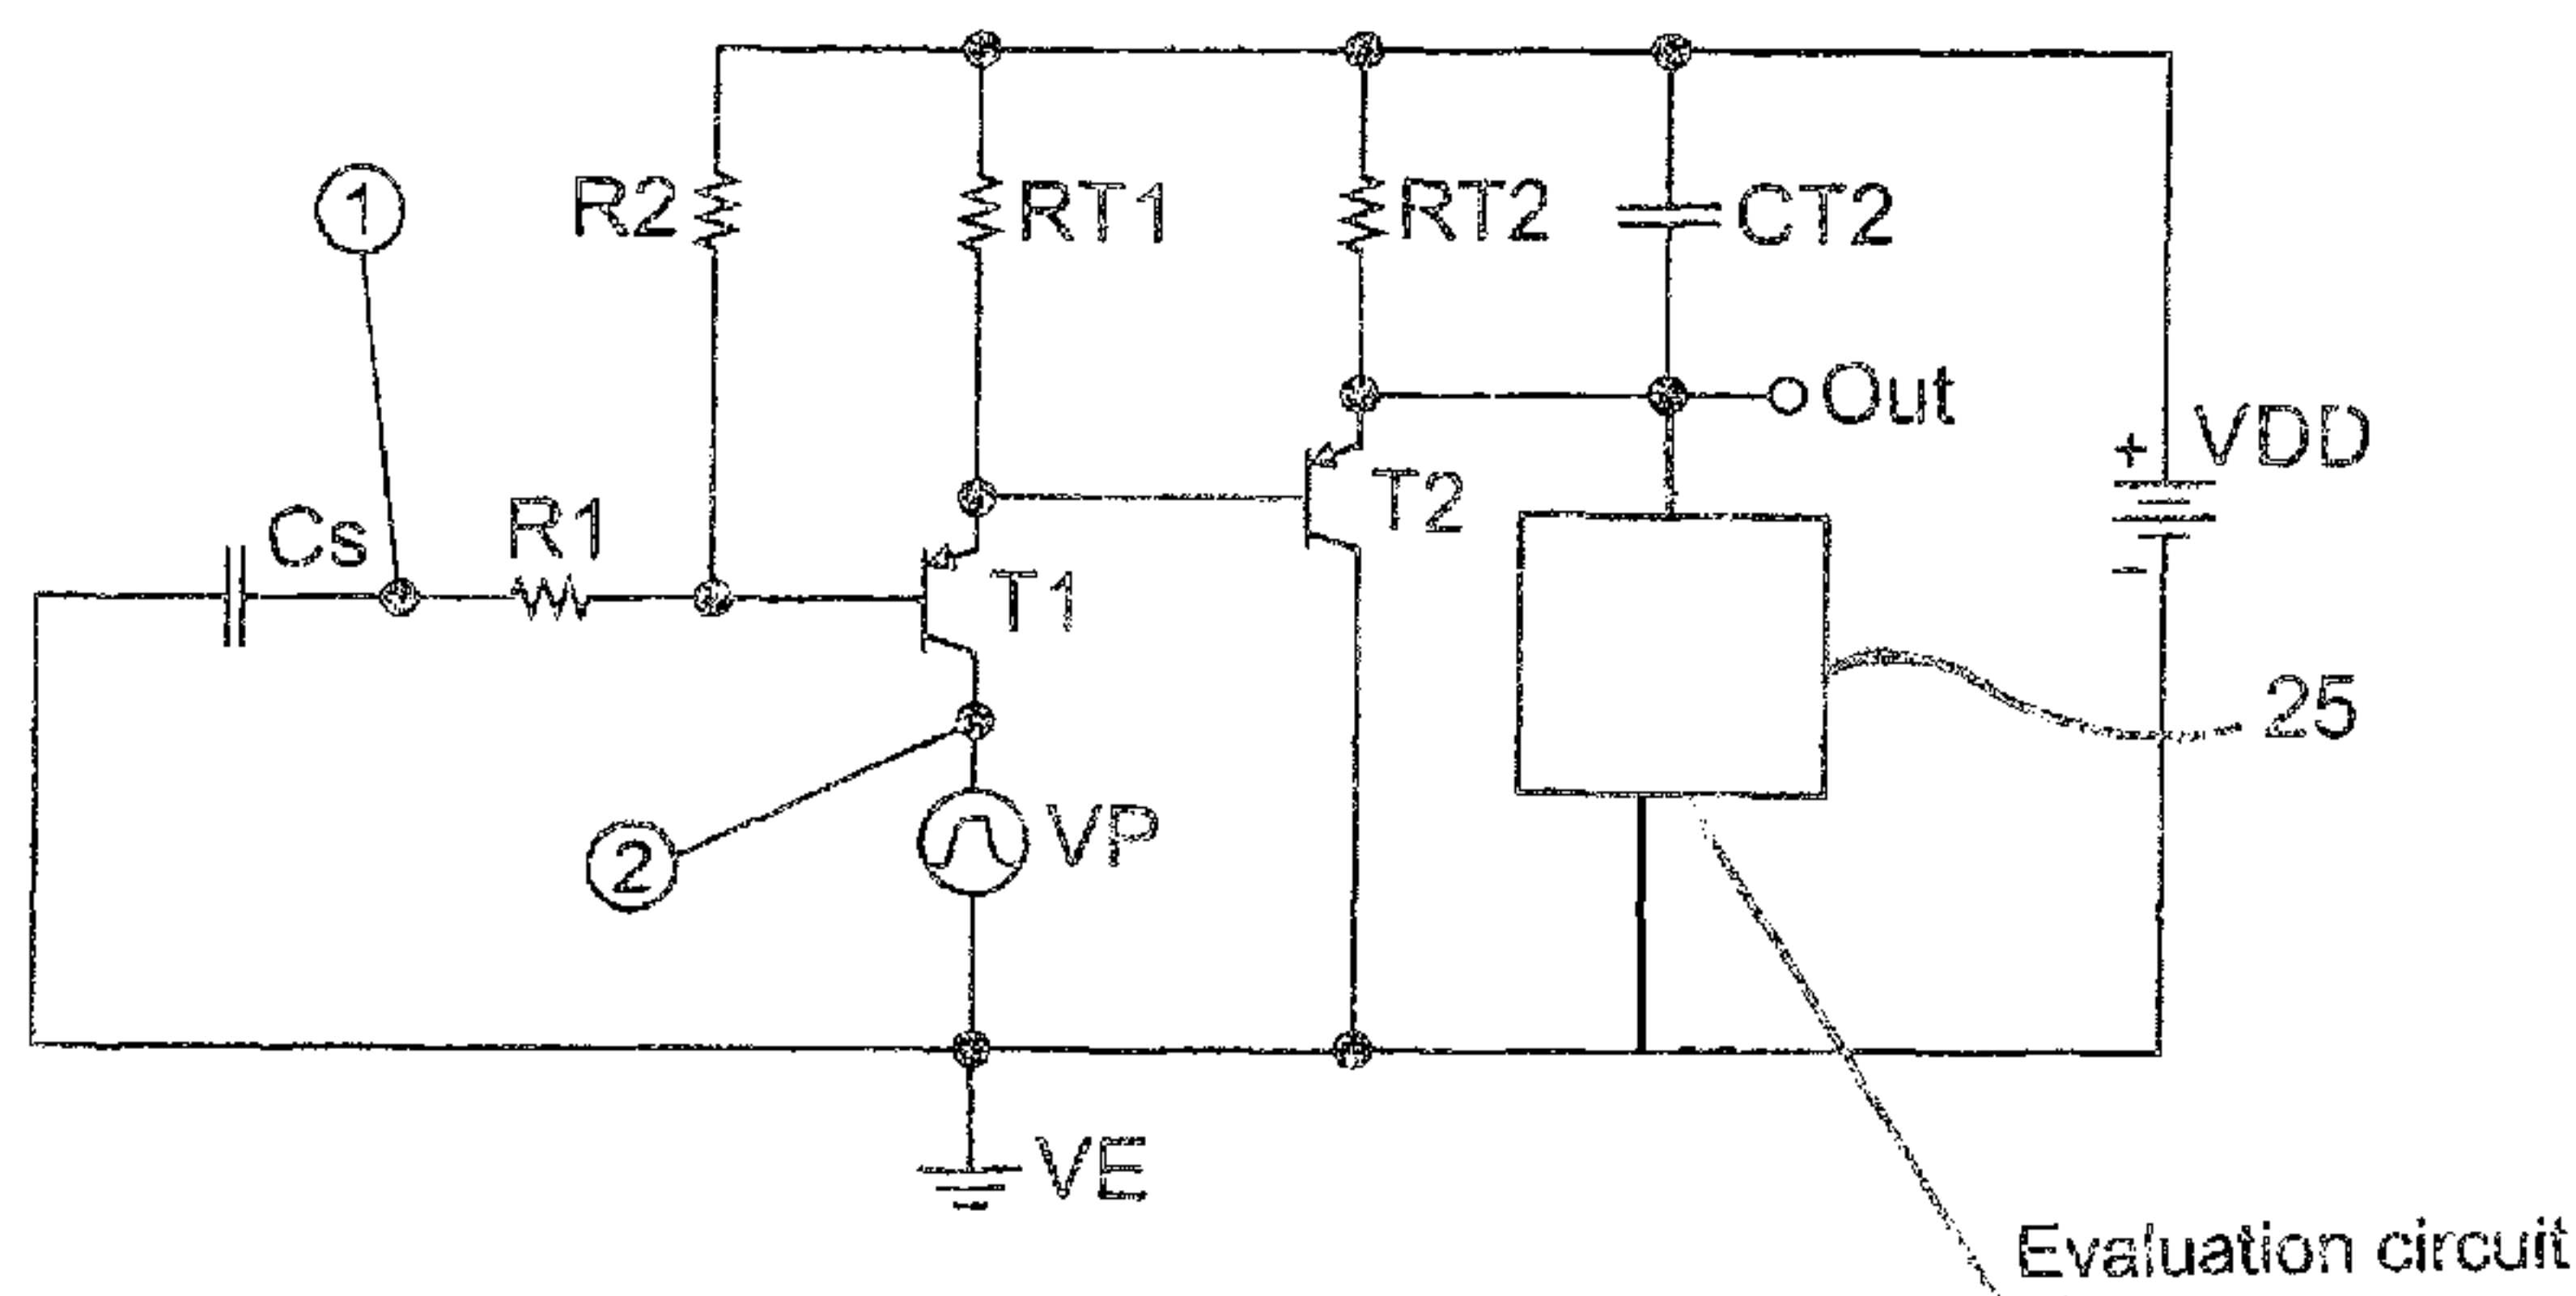 1
R2
RT1
RT2
CT2
Out
+ VDD
-
Cs
R1
T1
T2
25
2
VP
VE
Evaluation circuit